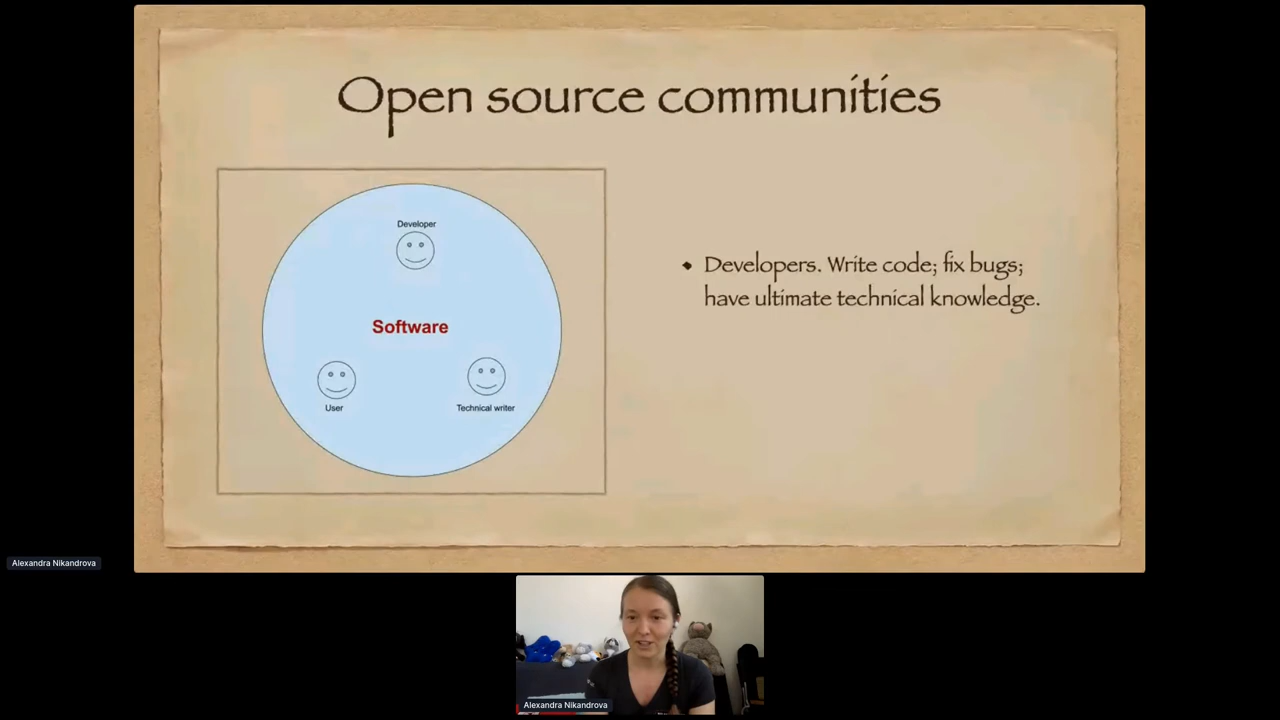 Open source communities
Developer
Software
User
Technical writer
• Developers. Write code; fix bugs;
have ultimate technical knowledge.
Alexandra Nikandrova
Alexandra Nikandrova